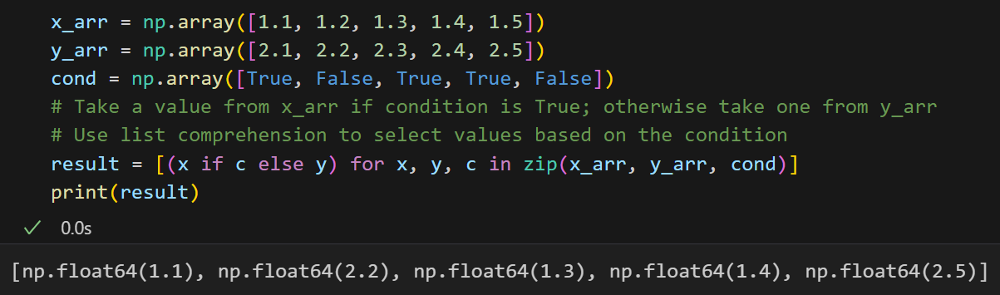 x_arr = np.array([1.1, 1.2, 1.3, 1.4, 1.5])
y_arr = np.array([2.1, 2.2, 2.3, 2.4, 2.5])
cond = np.array([True, False, True, True, False])
# Take a value from x_arr if condition is True; otherwise take one from y_arr
# Use list comprehension to select values based on the condition
result = [(x if c else y) for x, y, c in zip(x_arr, y_arr, cond)]
print(result)
0.0s
[np.float64(1.1), np.float64(2.2), np.float64(1.3), np.float64(1.4), np.float64(2.5)]